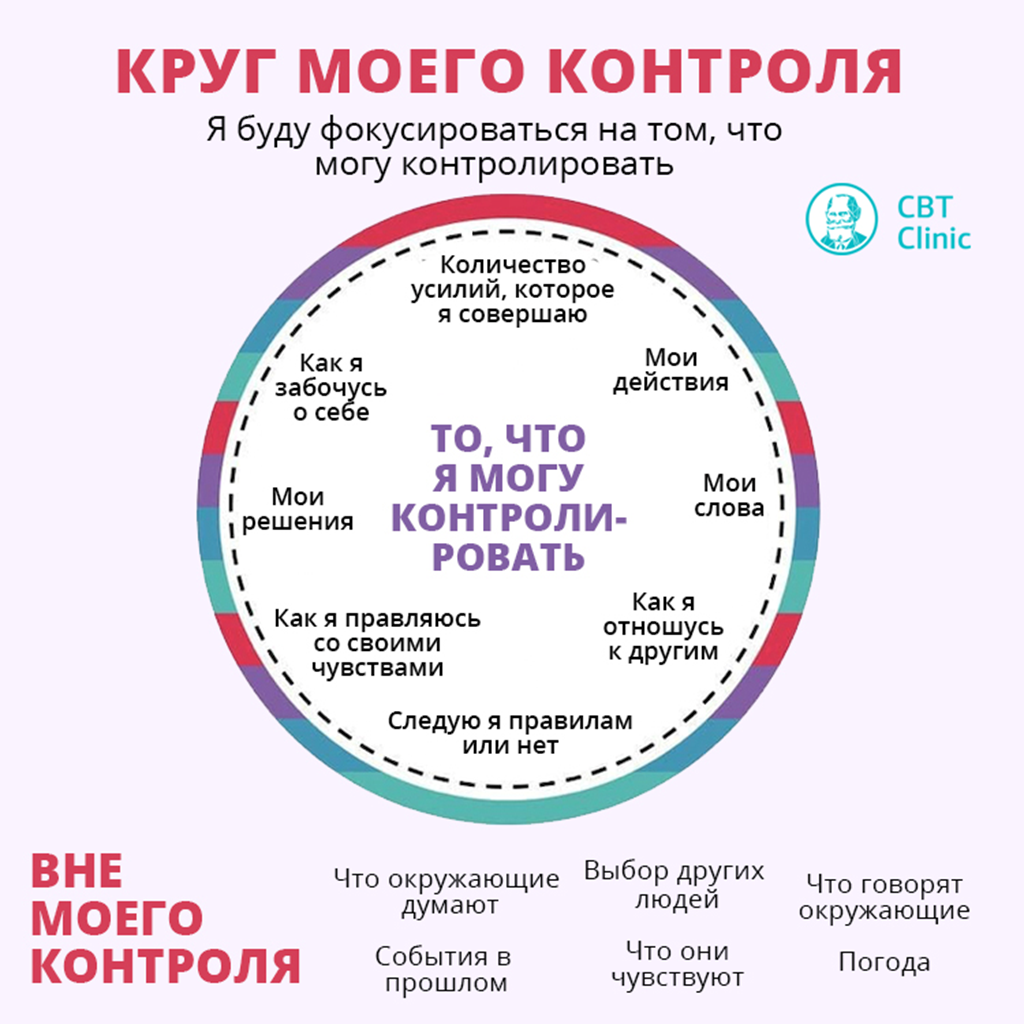 КРУГ МОЕГО КОНТРОЛЯ
Я буду фокусироваться на том, что
могу контролировать
CBT
Clinic
Количество
усилий, которое
я совершаю
Как я
забочусь
о себе
Мои
действия
ТО, ЧТО
Я МОГУ
КОНТРОЛИ-
РОВАТЬ
Мои
решения
Мои
слова
Как я правляюсь
со своими
чувствами
Как я
отношусь
к другим
Следую я правилам
или нет
ВНЕ
МОЕГО
КОНТРОЛЯ
Что окружающие
думают
Выбор других
людей
Что говорят
окружающие
События в
прошлом
Что они
чувствуют
Погода